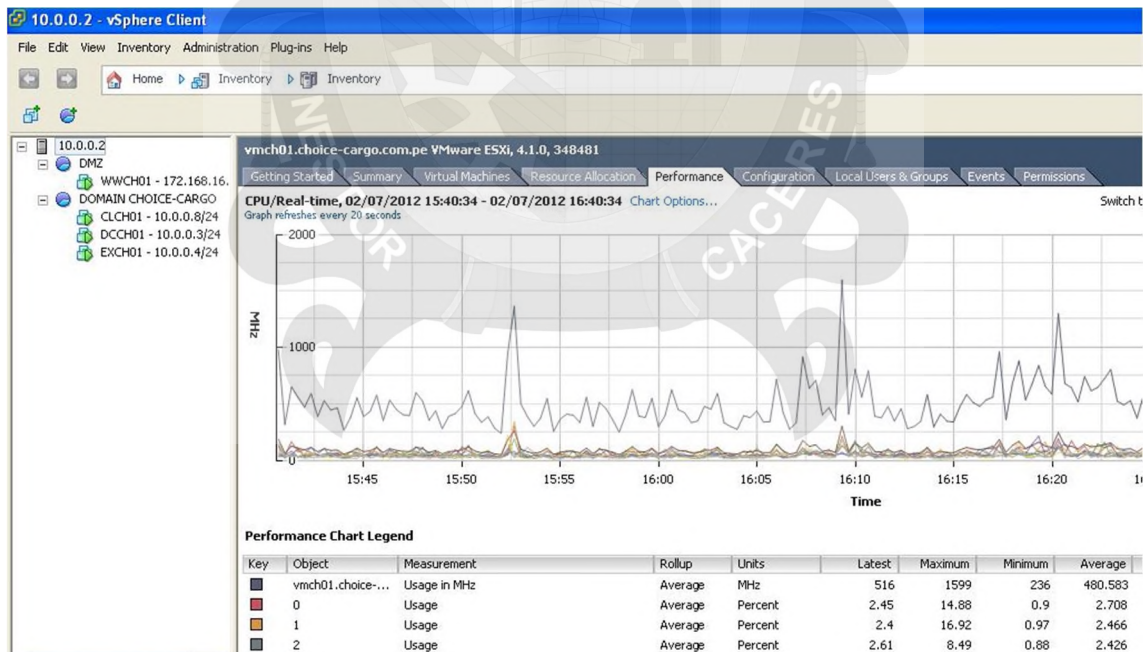 10.0.0.2 - vSphere Client
File Edit View Inventory Administration Plug-ins Help
Home Inventory Inventory
10.0.0.2
DMZ
WWCH01 - 172.168.16.
DOMAIN CHOICE-CARGO
CLCH01 - 10.0.0.8/24
DCCH01 - 10.0.0.3/24
EXCH01 - 10.0.0.4/24
vmch01.choice-cargo.com.pe VMware ESXi, 4.1.0, 348481
Getting Started Summary Virtual Machines Resource Allocation Performance Configuration Local Users & Groups Events Permissions
CPU/Real-time, 02/07/2012 15:40:34 - 02/07/2012 16:40:34 Chart Options... Switch t
Graph refreshes every 20 seconds
2000
MHz
1000
0
15:45 15:50 15:55 16:00 16:05 16:10 16:15 16:20 1
Time
NESTOR CACERES
Performance Chart Legend
Key Object Measurement Rollup Units Latest Maximum Minimum Average
vmch01.choice-... Usage in MHz Average MHz 516 1599 236 480.583
0 Usage Average Percent 2.45 14.88 0.9 2.708
1 Usage Average Percent 2.4 16.92 0.97 2.466
2 Usage Average Percent 2.61 8.49 0.88 2.426